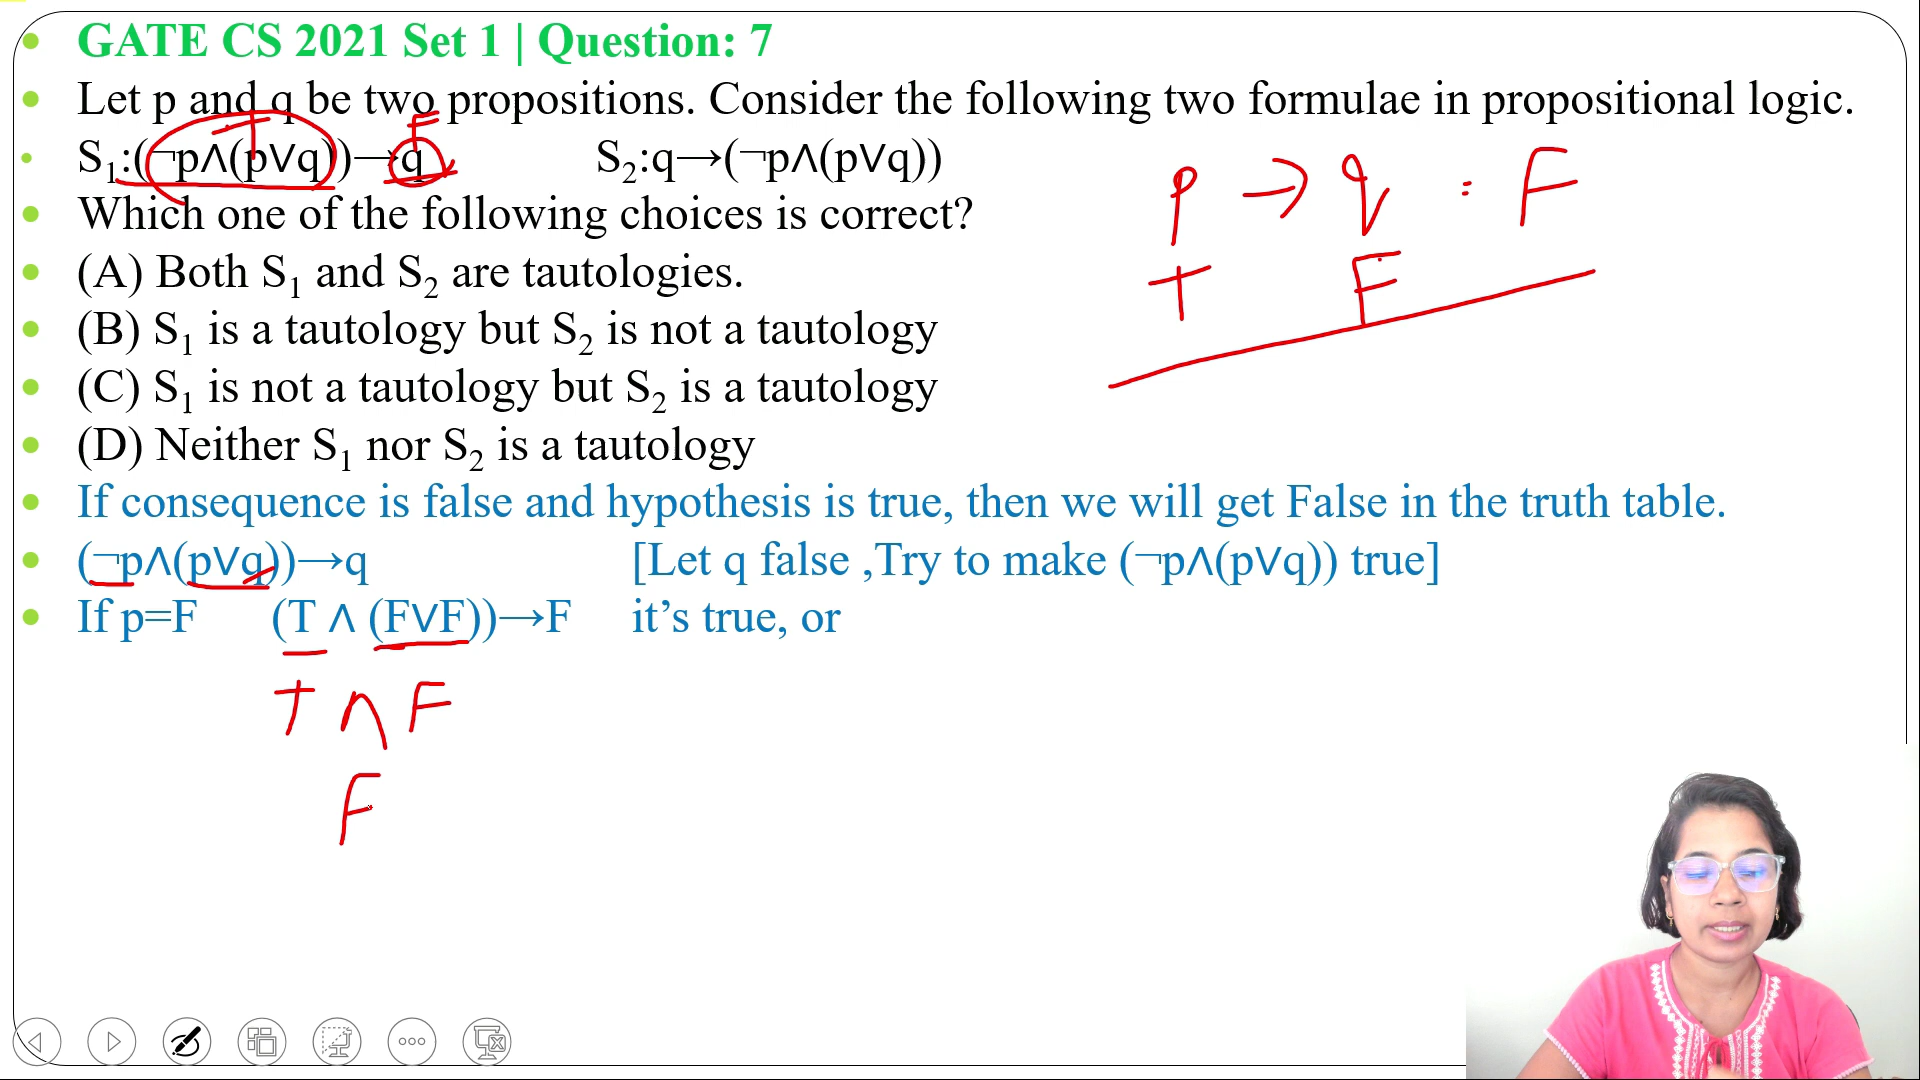 GATE CS 2021 Set 1 | Question: 7
Let p and q be two propositions. Consider the following two formulae in propositional logic.
T F
S₁:(¬p∧(p∨q))→q S₂:q→(¬p∧(p∨q))
p → q : F
Which one of the following choices is correct?
T F
(A) Both S₁ and S₂ are tautologies.
(B) S₁ is a tautology but S₂ is not a tautology
(C) S₁ is not a tautology but S₂ is a tautology
(D) Neither S₁ nor S₂ is a tautology
If consequence is false and hypothesis is true, then we will get False in the truth table.
(¬p∧(p∨q))→q [Let q false ,Try to make (¬p∧(p∨q)) true]
If p=F (T ∧ (F∨F))→F it’s true, or
T ∧ F
F